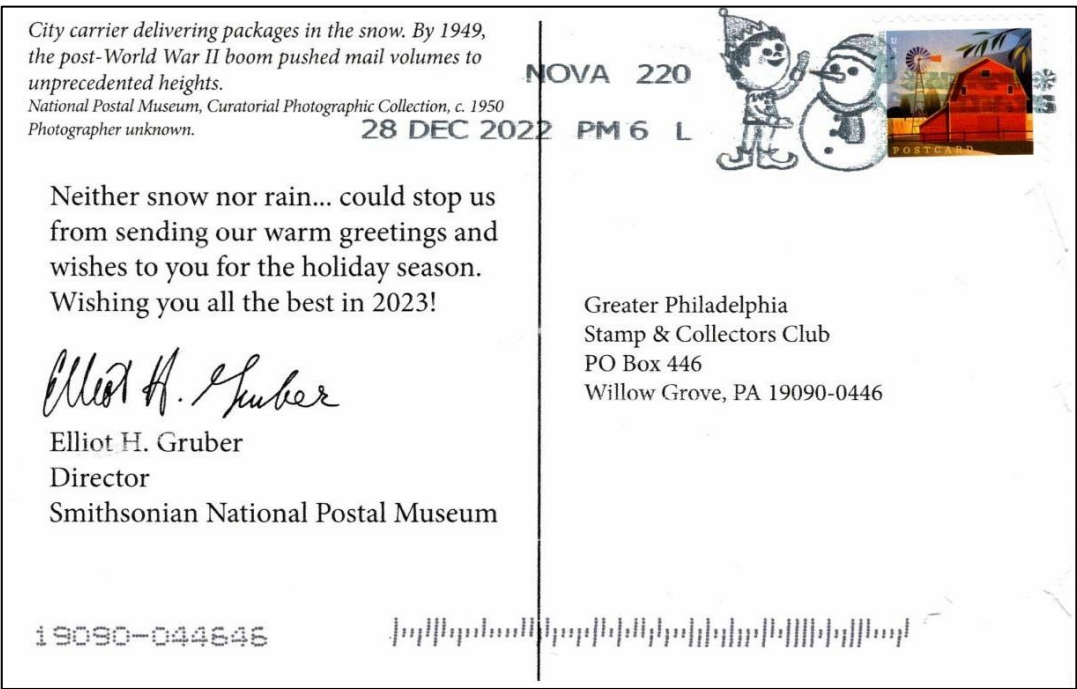 City carrier delivering packages in the snow. By 1949,
the post-World War II boom pushed mail volumes to
unprecedented heights.
National Postal Museum, Curatorial Photographic Collection, c. 1950
Photographer unknown.
NOVA 220
28 DEC 2022 PM 6 L
USA
POSTCARD
Neither snow nor rain... could stop us
from sending our warm greetings and
wishes to you for the holiday season.
Wishing you all the best in 2023!
Elliot H. Gruber
Elliot H. Gruber
Director
Smithsonian National Postal Museum
Greater Philadelphia
Stamp & Collectors Club
PO Box 446
Willow Grove, PA 19090-0446
19090-044646